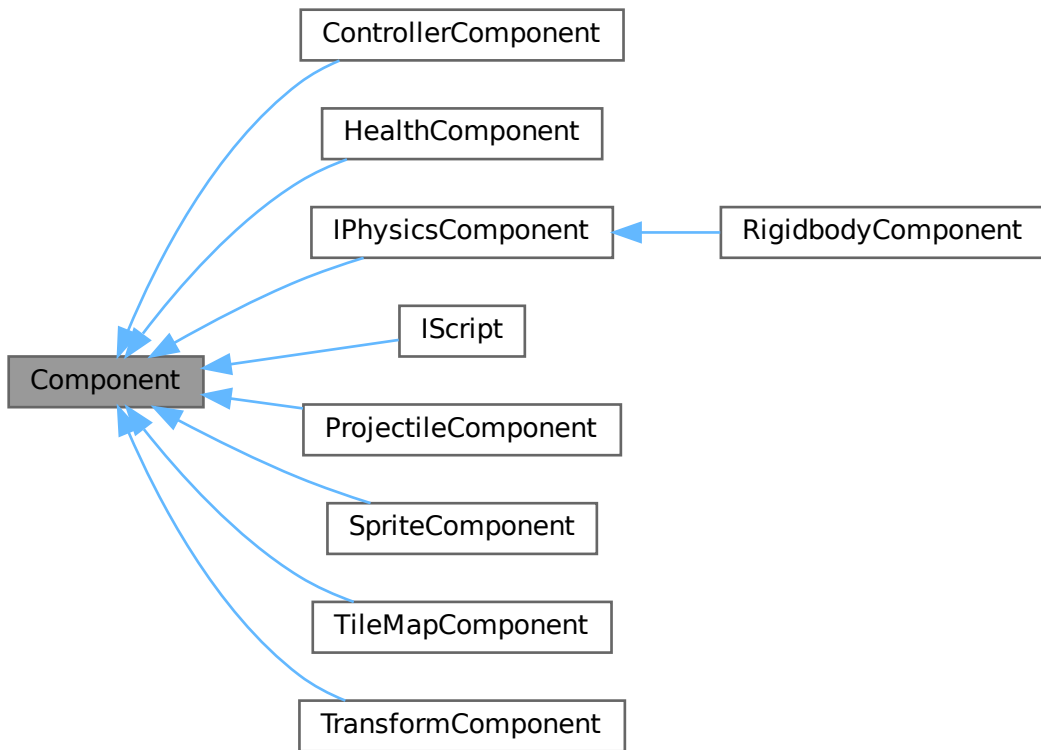 ControllerComponent
HealthComponent
IPhysicsComponent
RigidbodyComponent
IScript
Component
ProjectileComponent
SpriteComponent
TileMapComponent
TransformComponent